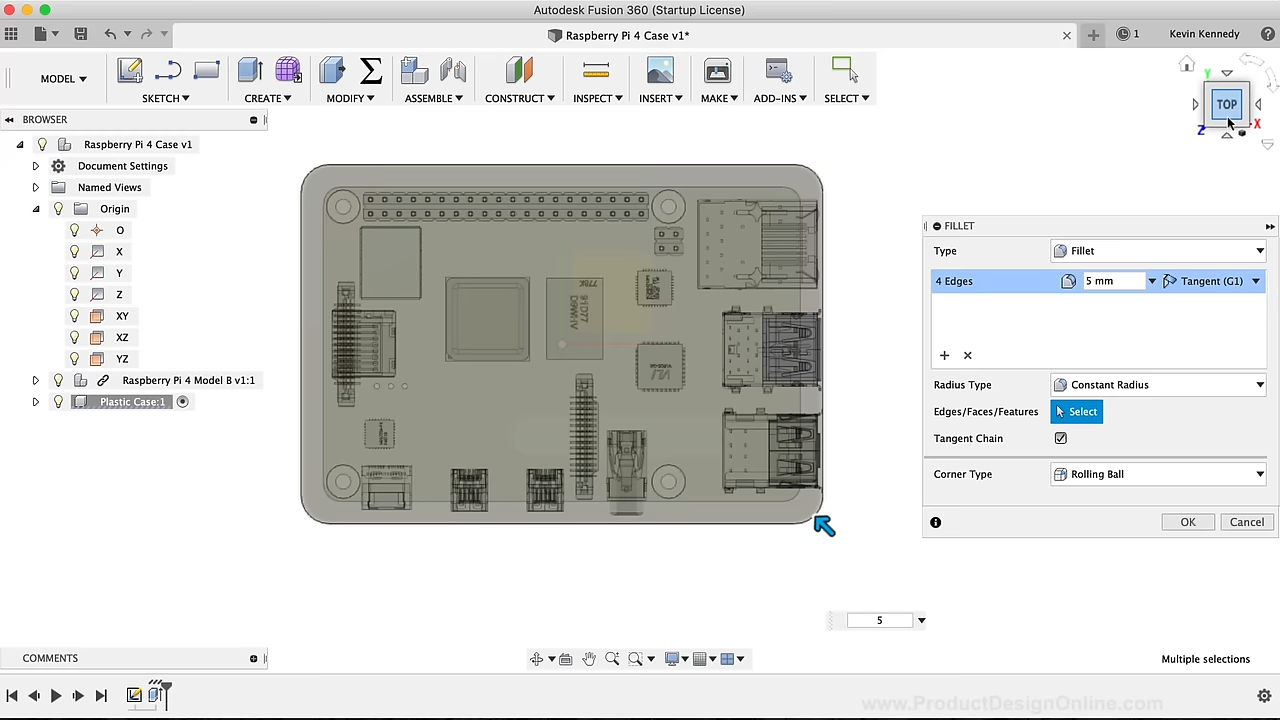 Autodesk Fusion 360 (Startup License)
Raspberry Pi 4 Case v1*
1
Kevin Kennedy
MODEL
SKETCH
CREATE
MODIFY
ASSEMBLE
CONSTRUCT
INSPECT
INSERT
MAKE
ADD-INS
SELECT
Y
TOP
Z
X
BROWSER
Raspberry Pi 4 Case v1
Document Settings
Named Views
Origin
O
X
Y
Z
XY
XZ
YZ
Raspberry Pi 4 Model B v1:1
Plastic Case:1
FILLET
Type
Fillet
4 Edges
5 mm
Tangent (G1)
Radius Type
Constant Radius
Edges/Faces/Features
Select
Tangent Chain
Corner Type
Rolling Ball
OK
Cancel
5
COMMENTS
Multiple selections
www.ProductDesignOnline.com